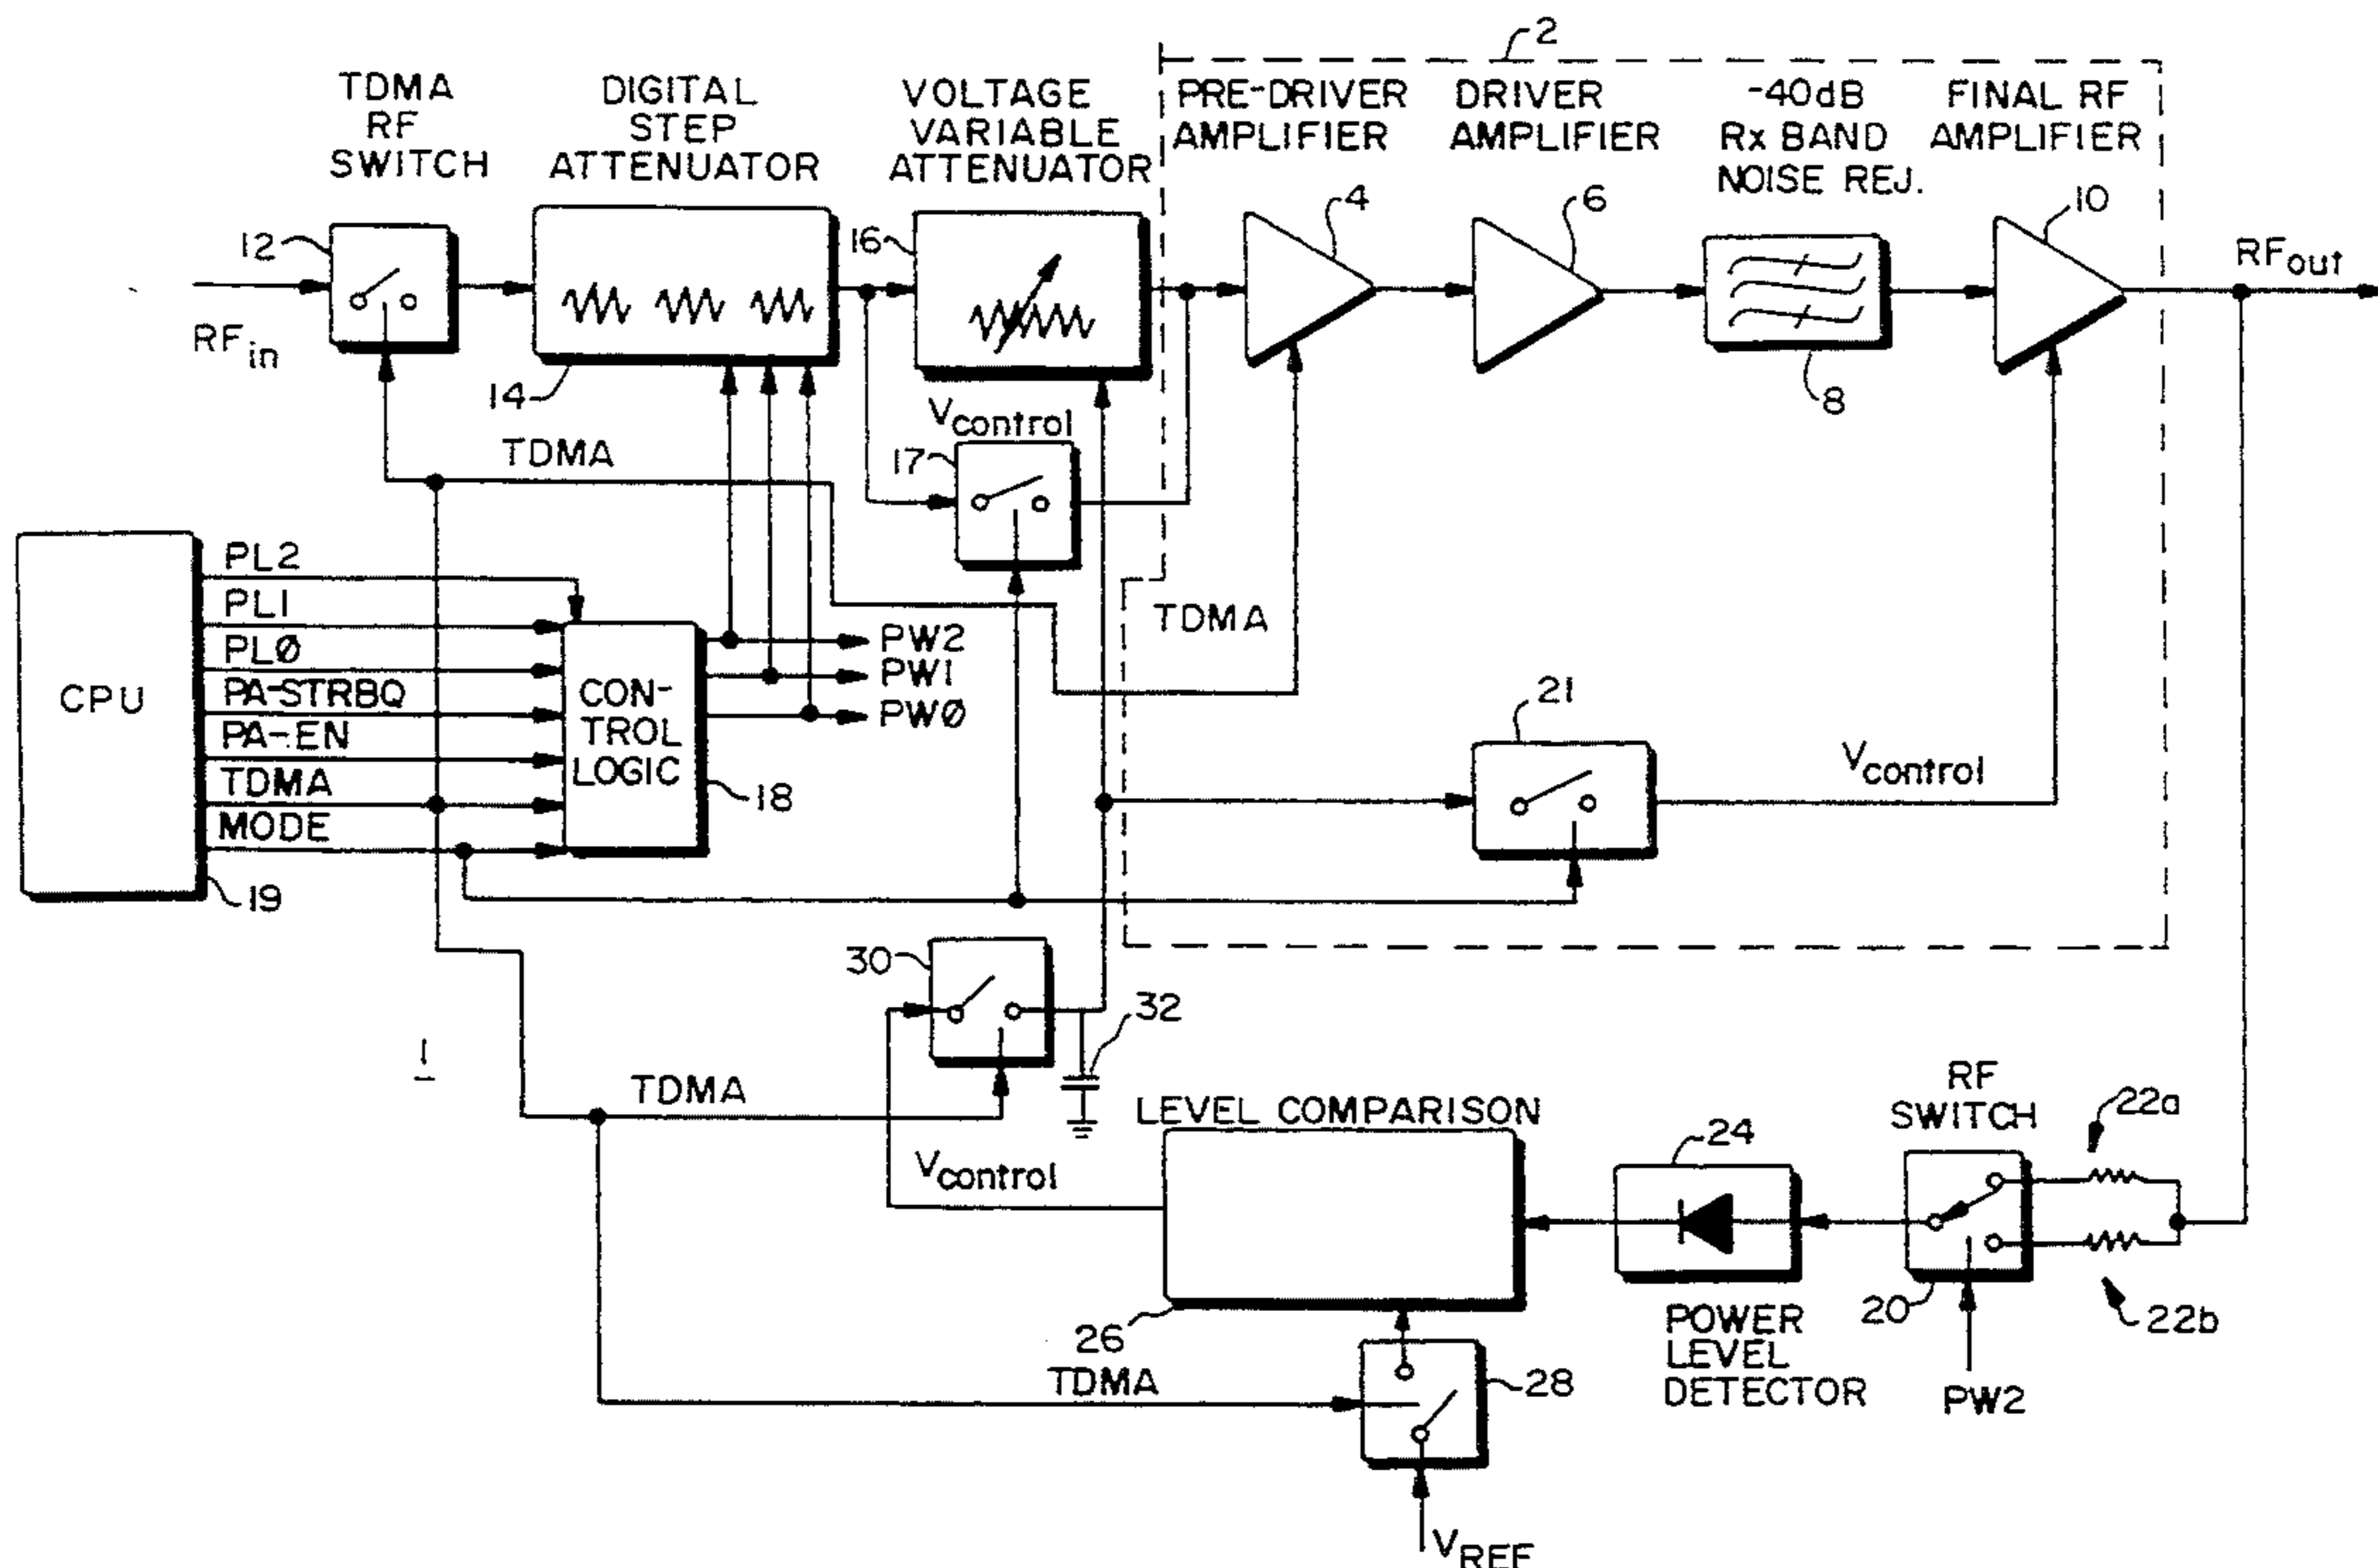 2
TDMA
RF
SWITCH
DIGITAL
STEP
ATTENUATOR
VOLTAGE
VARIABLE
ATTENUATOR
PRE-DRIVER
AMPLIFIER
DRIVER
AMPLIFIER
-40dB
Rx BAND
NOISE REJ.
FINAL RF
AMPLIFIER
12
16
4
6
10
RFin
RFout
14
8
Vcontrol
17
TDMA
CPU
PL2
PL1
PLØ
PA-STRBQ
PA-EN
TDMA
MODE
CON-
TROL
LOGIC
PW2
PW1
PWØ
TDMA
18
19
21
Vcontrol
30
32
1
TDMA
LEVEL COMPARISON
Vcontrol
RF
SWITCH
22a
24
20
22b
26
POWER
LEVEL
DETECTOR
PW2
TDMA
28
VREF